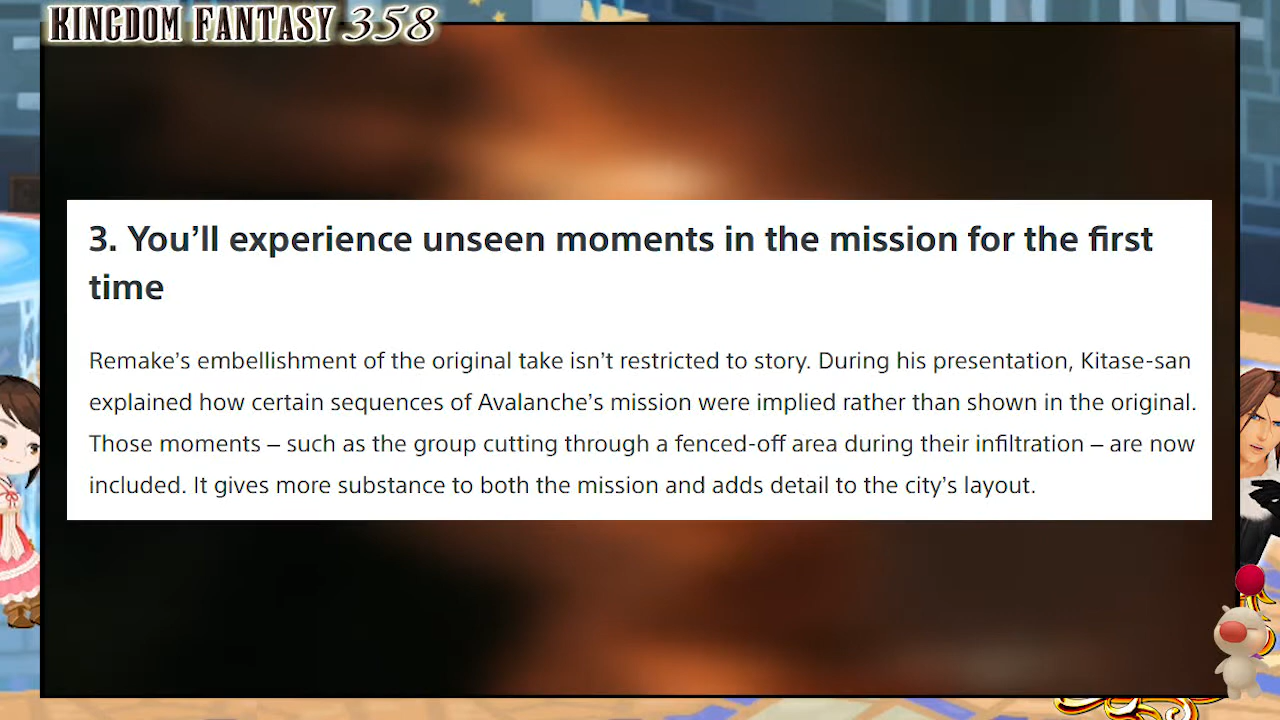 KINGDOM FANTASY 358
3. You’ll experience unseen moments in the mission for the first
time
Remake’s embellishment of the original take isn’t restricted to story. During his presentation, Kitase-san
explained how certain sequences of Avalanche’s mission were implied rather than shown in the original.
Those moments – such as the group cutting through a fenced-off area during their infiltration – are now
included. It gives more substance to both the mission and adds detail to the city’s layout.